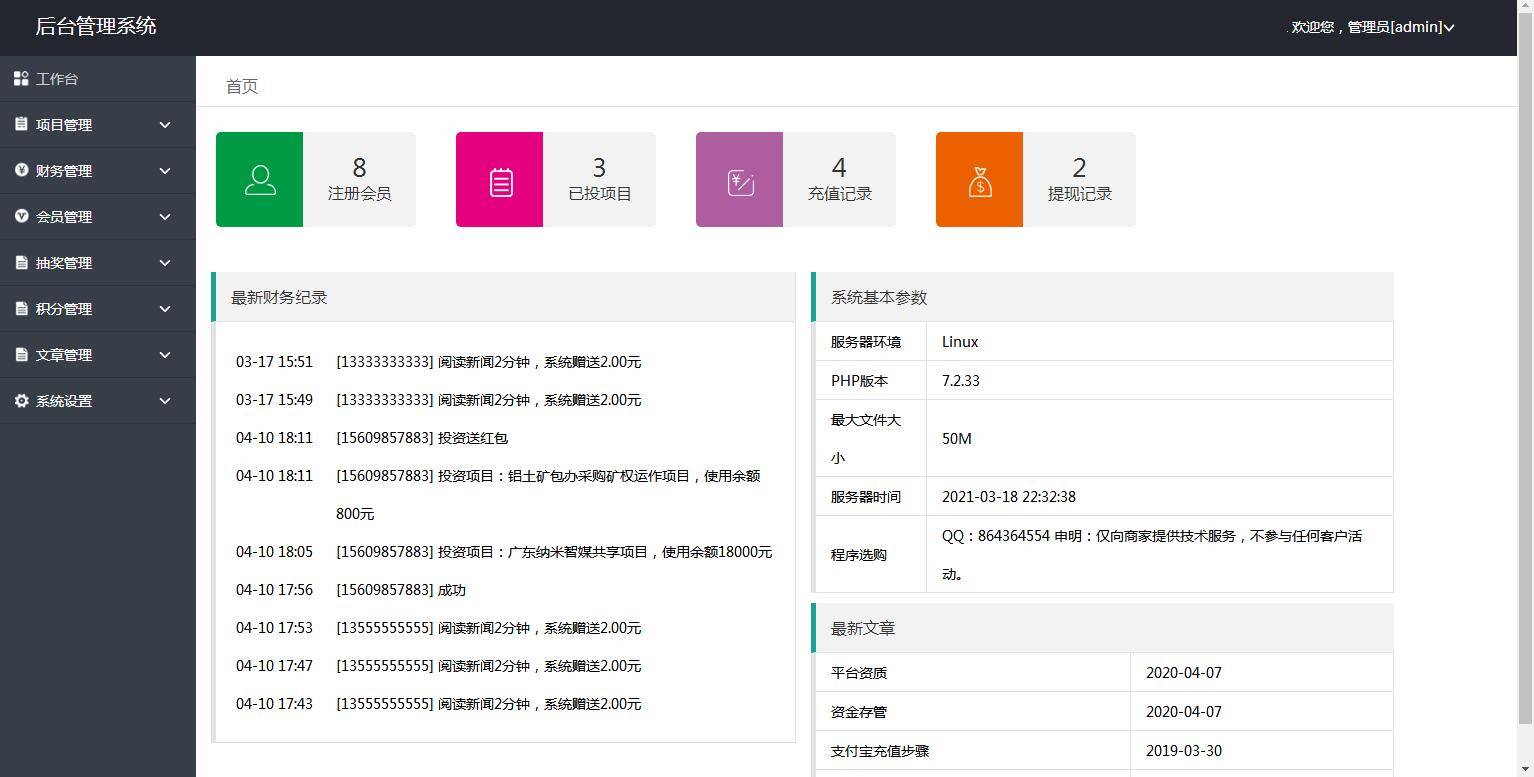 后台管理系统
欢迎您，管理员[admin]
工作台
项目管理
财务管理
会员管理
抽奖管理
积分管理
文章管理
系统设置
首页
8
注册会员
3
已投项目
4
充值记录
2
提现记录
最新财务纪录
03-17 15:51 [13333333333] 阅读新闻2分钟，系统赠送2.00元
03-17 15:49 [13333333333] 阅读新闻2分钟，系统赠送2.00元
04-10 18:11 [15609857883] 投资送红包
04-10 18:11 [15609857883] 投资项目：铝土矿包办采购矿权运作项目，使用余额
800元
04-10 18:05 [15609857883] 投资项目：广东纳米智媒共享项目，使用余额18000元
04-10 17:56 [15609857883] 成功
04-10 17:53 [13555555555] 阅读新闻2分钟，系统赠送2.00元
04-10 17:47 [13555555555] 阅读新闻2分钟，系统赠送2.00元
04-10 17:43 [13555555555] 阅读新闻2分钟，系统赠送2.00元
系统基本参数
服务器环境 Linux
PHP版本 7.2.33
最大文件大
小
50M
服务器时间 2021-03-18 22:32:38
程序选购
QQ：864364554 申明：仅向商家提供技术服务，不参与任何客户活
动。
最新文章
平台资质 2020-04-07
资金存管 2020-04-07
支付宝充值步骤 2019-03-30